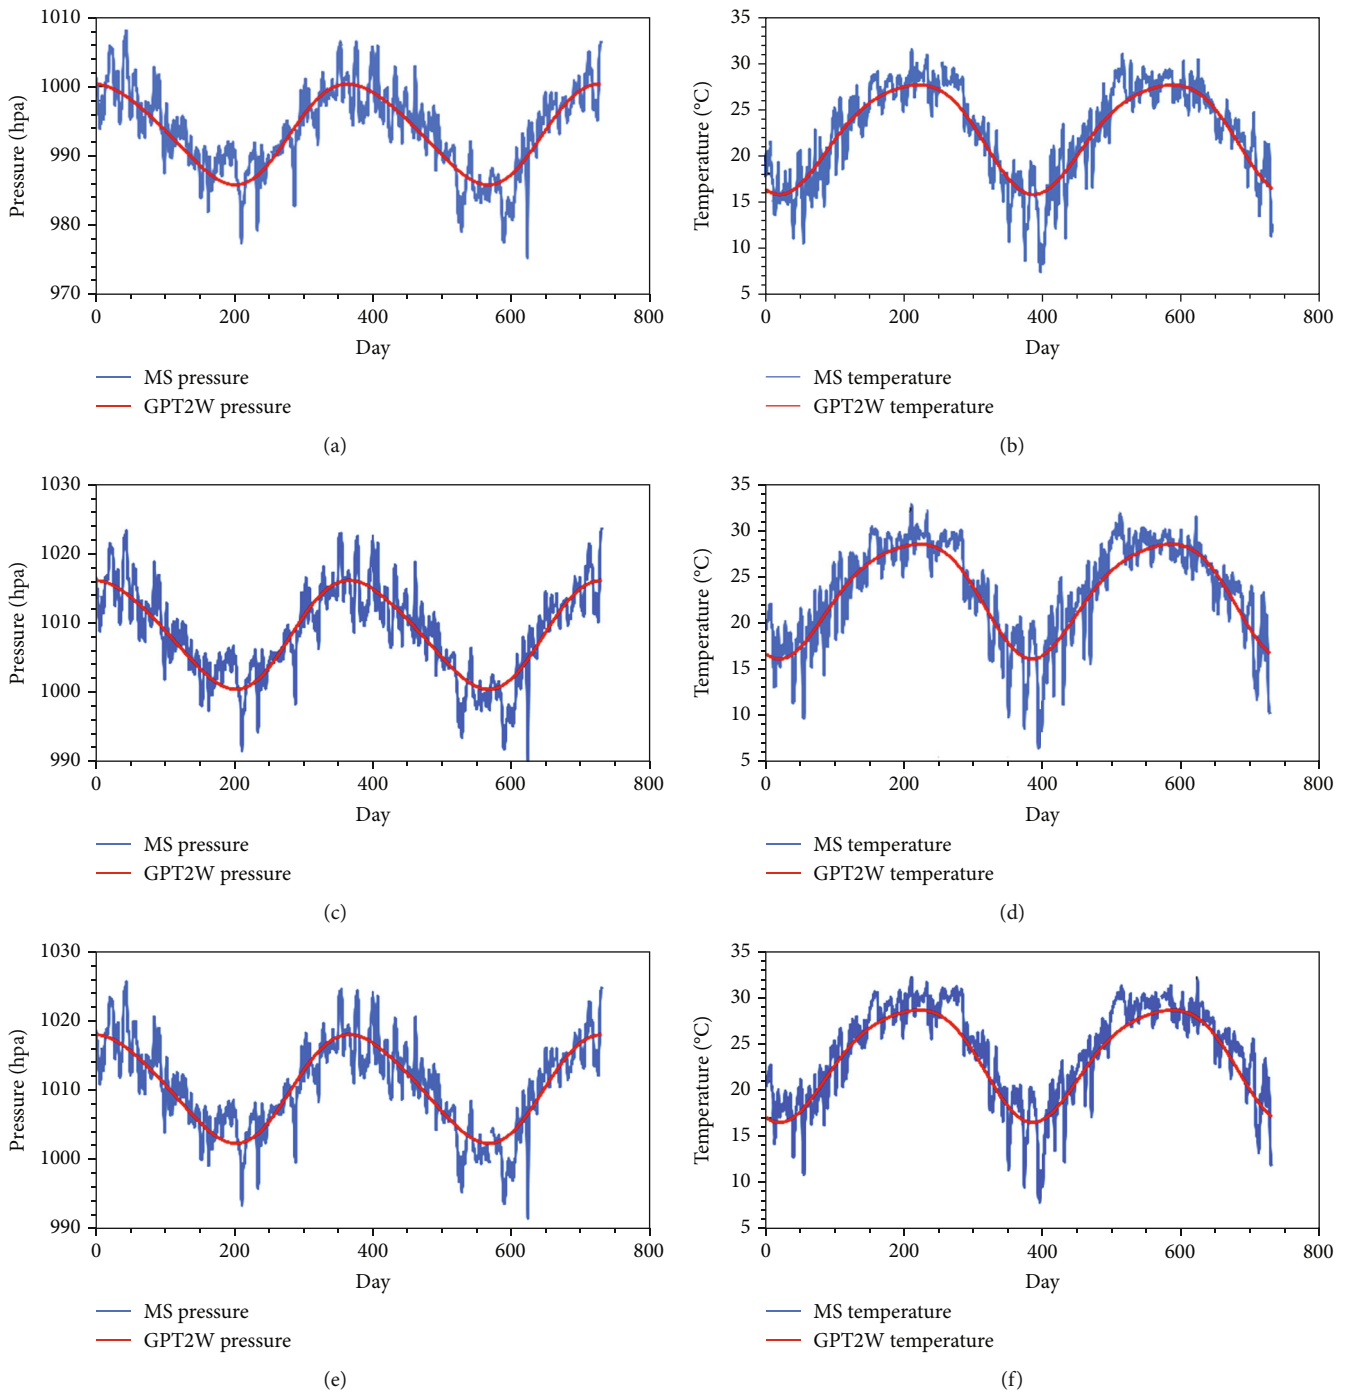 1010
1000
990
980
970
Pressure (hpa)
0 200 400 600 800
Day
MS pressure
GPT2W pressure
(a)
35
30
25
20
15
10
5
Temperature (°C)
0 200 400 600 800
Day
MS temperature
GPT2W temperature
(b)
1030
1020
1010
1000
990
Pressure (hpa)
0 200 400 600 800
Day
MS pressure
GPT2W pressure
(c)
35
30
25
20
15
10
5
Temperature (°C)
0 200 400 600 800
Day
MS temperature
GPT2W temperature
(d)
1030
1020
1010
1000
990
Pressure (hpa)
0 200 400 600 800
Day
MS pressure
GPT2W pressure
(e)
35
30
25
20
15
10
5
Temperature (°C)
0 200 400 600 800
Day
MS temperature
GPT2W temperature
(f)